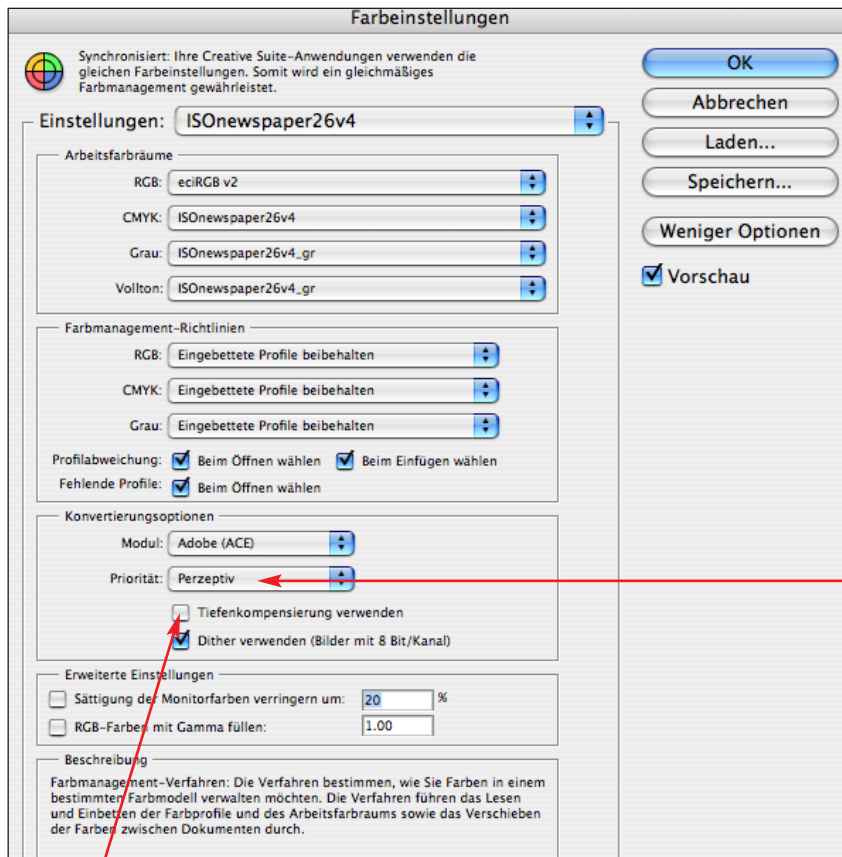 Farbeinstellungen
Synchronisiert: Ihre Creative Suite-Anwendungen verwenden die
gleichen Farbeinstellungen. Somit wird ein gleichmäßiges
Farbmanagement gewährleistet.
Einstellungen: ISOnewspaper26v4
Arbeitsfarbräume
RGB: eciRGB v2
CMYK: ISOnewspaper26v4
Grau: ISOnewspaper26v4_gr
Vollton: ISOnewspaper26v4_gr
Farbmanagement-Richtlinien
RGB: Eingebettete Profile beibehalten
CMYK: Eingebettete Profile beibehalten
Grau: Eingebettete Profile beibehalten
Profilabweichung: Beim Öffnen wählen Beim Einfügen wählen
Fehlende Profile: Beim Öffnen wählen
Konvertierungsoptionen
Modul: Adobe (ACE)
Priorität: Perzeptiv
Tiefenkompensierung verwenden
Dither verwenden (Bilder mit 8 Bit/Kanal)
Erweiterte Einstellungen
Sättigung der Monitorfarben verringern um: 20 %
RGB-Farben mit Gamma füllen: 1.00
Beschreibung
Farbmanagement-Verfahren: Die Verfahren bestimmen, wie Sie Farben in einem
bestimmten Farbmodell verwalten möchten. Die Verfahren führen das Lesen
und Einbetten der Farbprofile und des Arbeitsfarbraums sowie das Verschieben
der Farben zwischen Dokumenten durch.
OK
Abbrechen
Laden...
Speichern...
Weniger Optionen
Vorschau